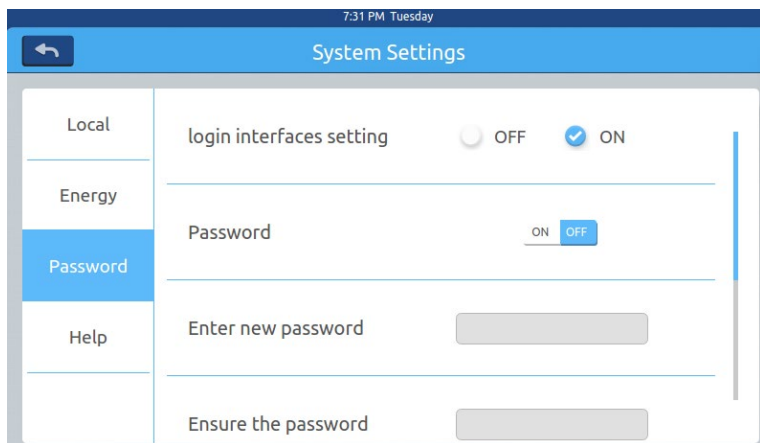 7:31 PM Tuesday
System Settings
Local
Energy
Password
Help
login interfaces setting OFF ON
Password ON OFF
Enter new password
Ensure the password